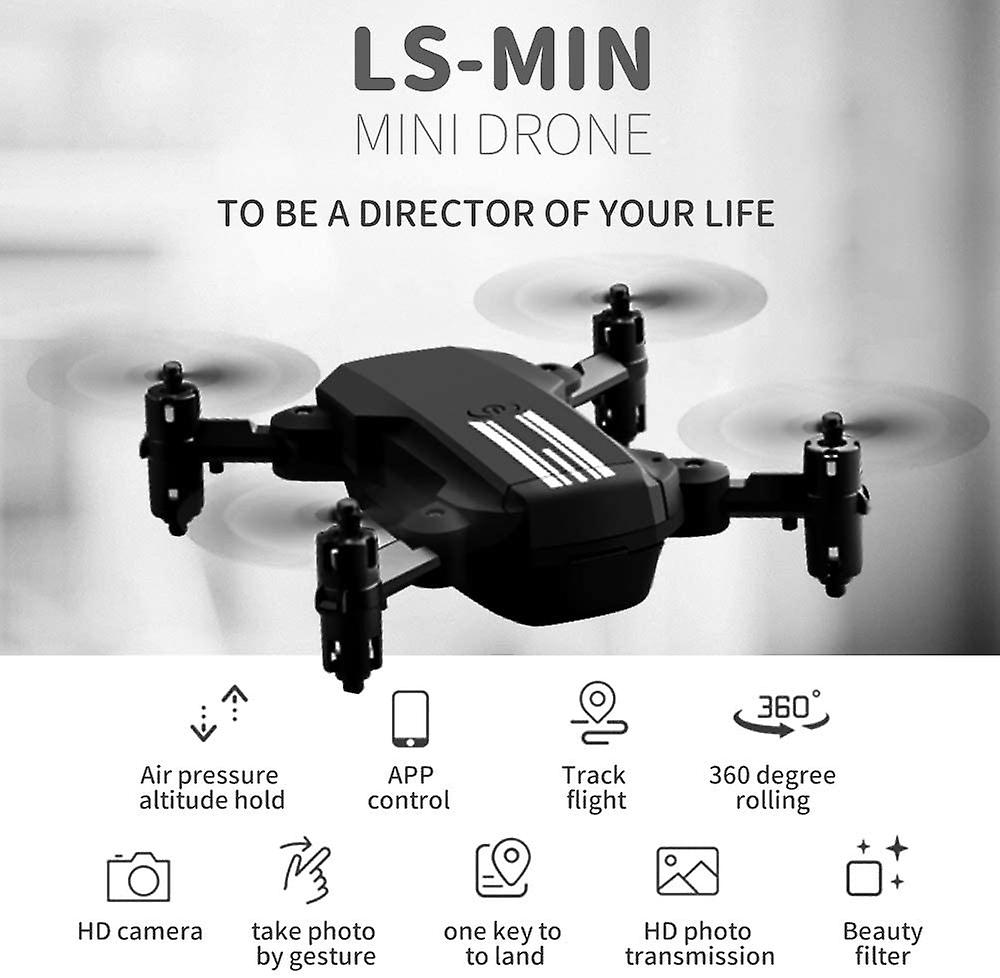 LS-MIN
MINI DRONE
TO BE A DIRECTOR OF YOUR LIFE
360°
Air pressure
altitude hold
APP
control
Track
flight
360 degree
rolling
HD camera
take photo
by gesture
one key to
to land
HD photo
transmission
Beauty
filter